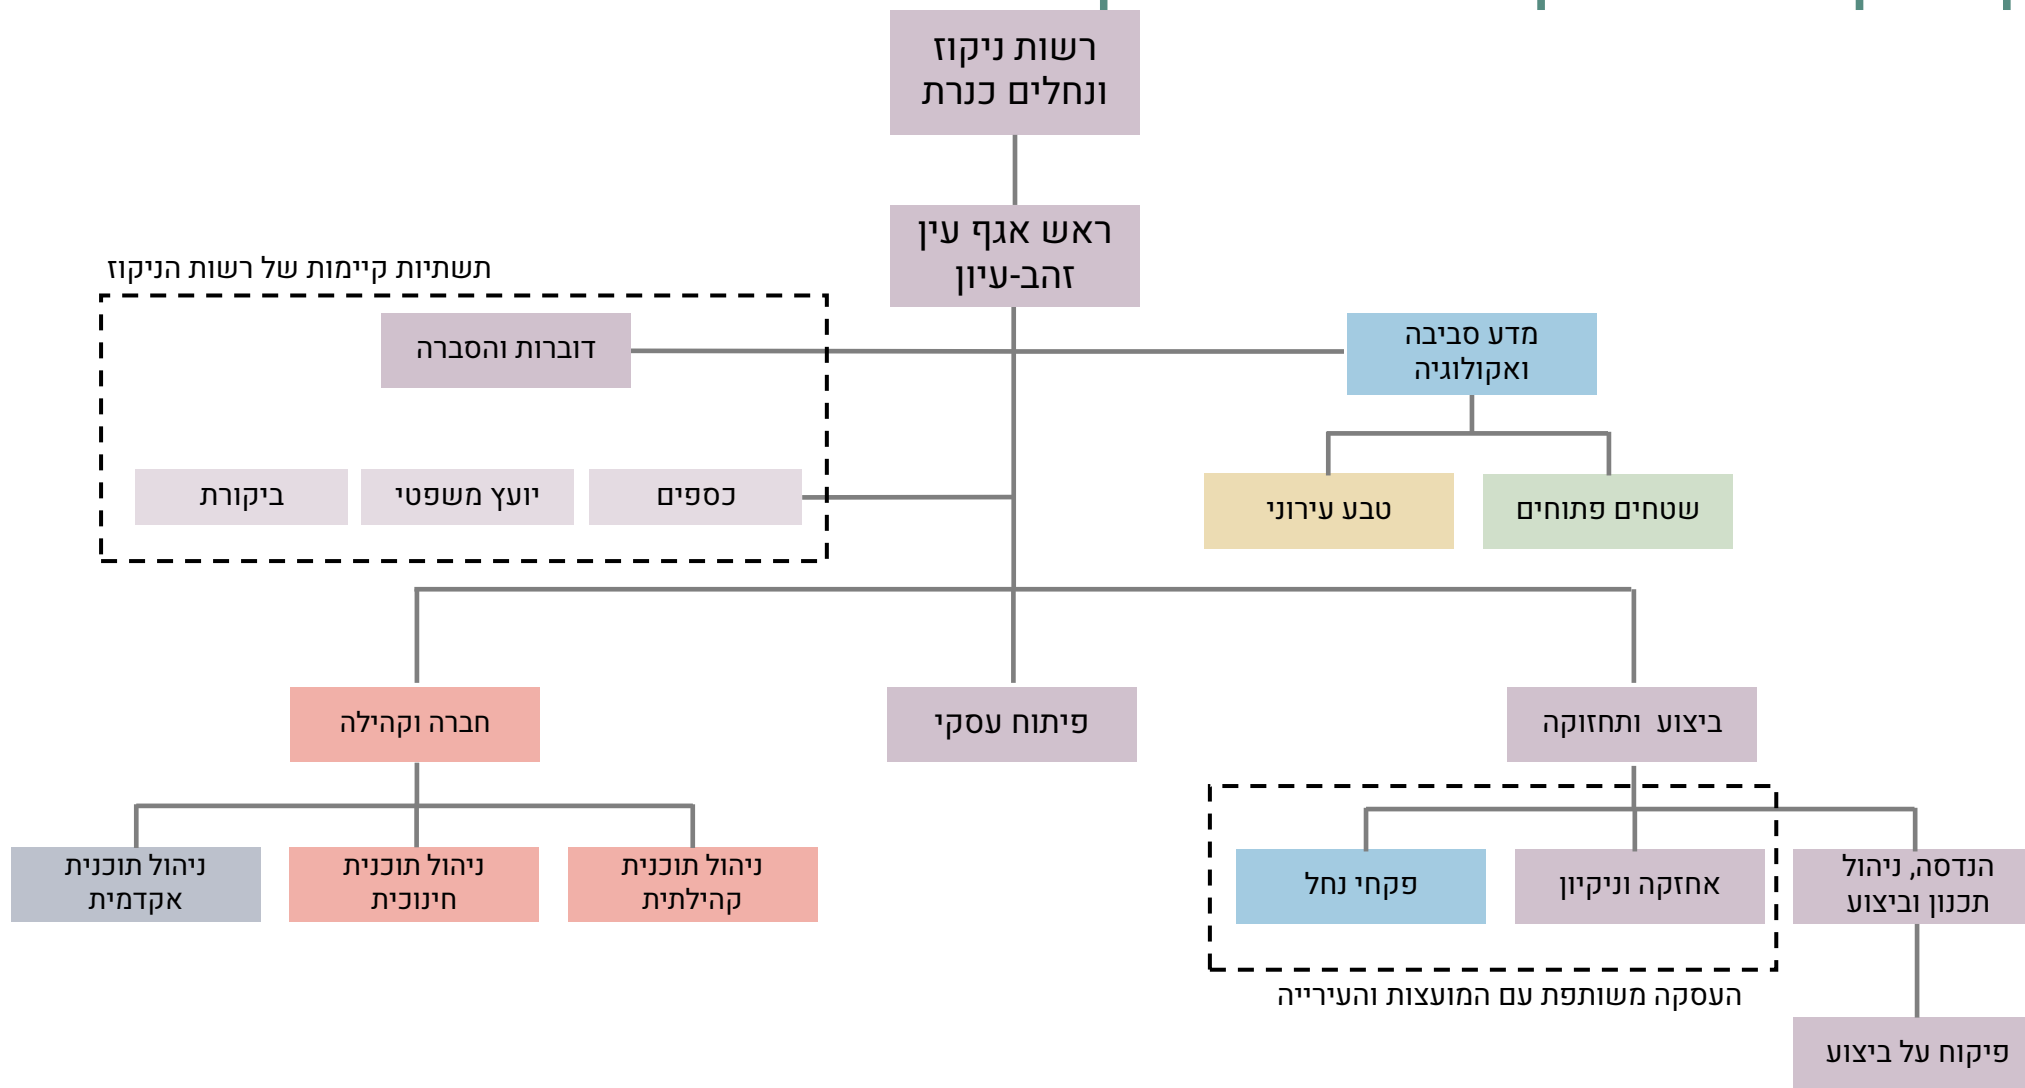 רשות ניקוז
ונחלים כנרת
ראש אגף עין
זהב-עיון
תשתיות קיימות של רשות הניקוז
דוברות והסברה
מדע סביבה
ואקולוגיה
כספים
יועץ משפטי
ביקורת
שטחים פתוחים
טבע עירוני
ביצוע  ותחזוקה
פיתוח עסקי
חברה וקהילה
הנדסה, ניהול
תכנון וביצוע
אחזקה וניקיון
פקחי נחל
ניהול תוכנית
קהילתית
ניהול תוכנית
חינוכית
ניהול תוכנית
אקדמית
העסקה משותפת עם המועצות והעירייה
פיקוח על ביצוע